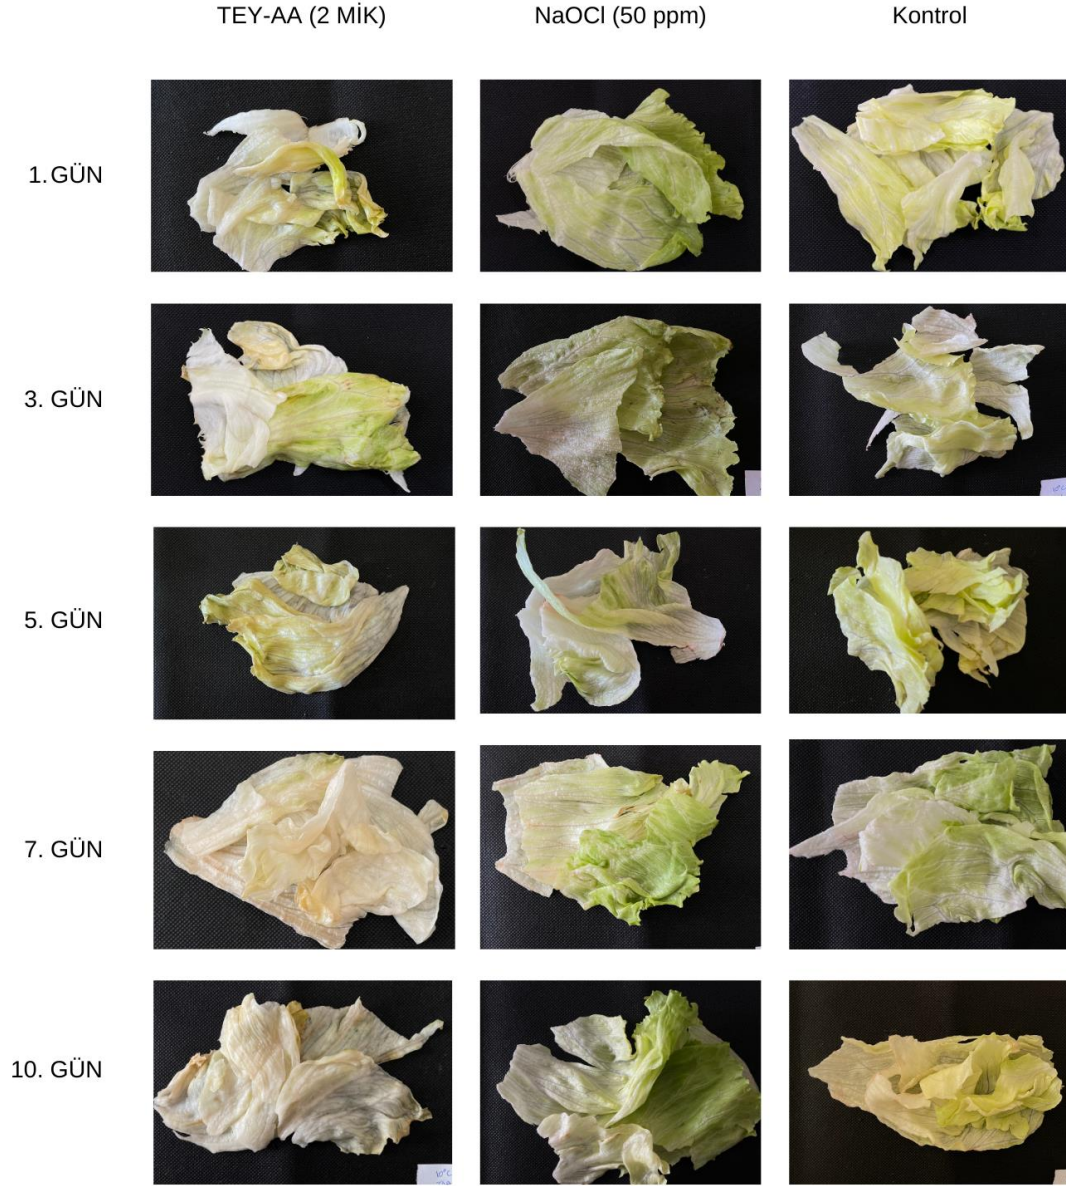 TEY-AA (2 MİK) NaOCl (50 ppm) Kontrol
1. GÜN
3. GÜN
5. GÜN
7. GÜN
10. GÜN